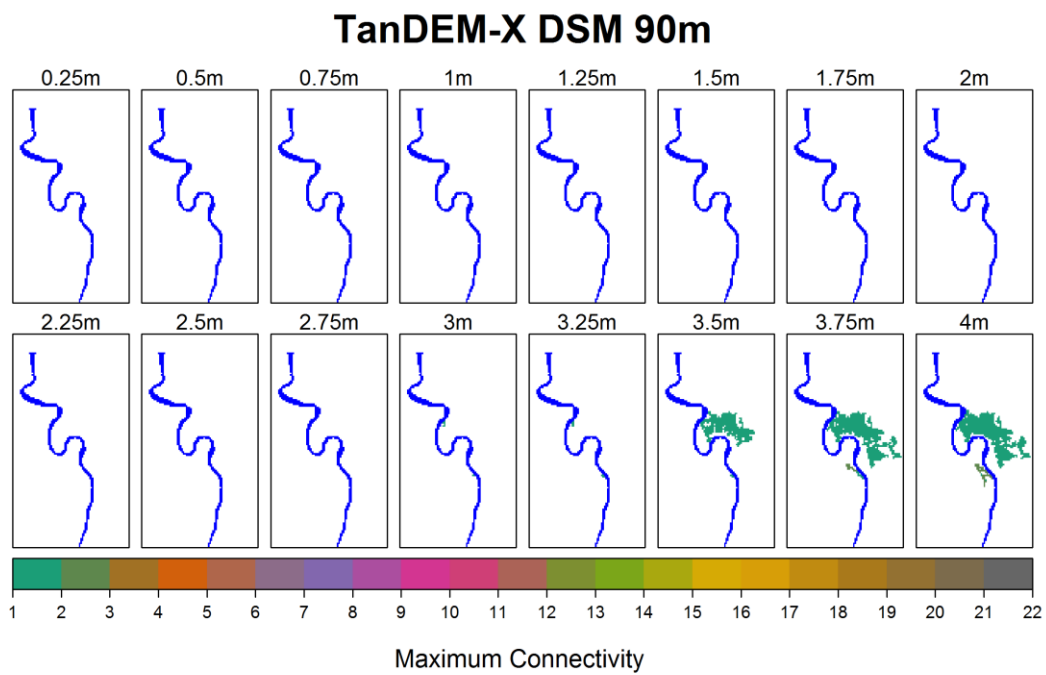 TanDEM-X DSM 90m
0.25m 0.5m 0.75m 1m 1.25m 1.5m 1.75m 2m
2.25m 2.5m 2.75m 3m 3.25m 3.5m 3.75m 4m
1 2 3 4 5 6 7 8 9 10 11 12 13 14 15 16 17 18 19 20 21 22
Maximum Connectivity